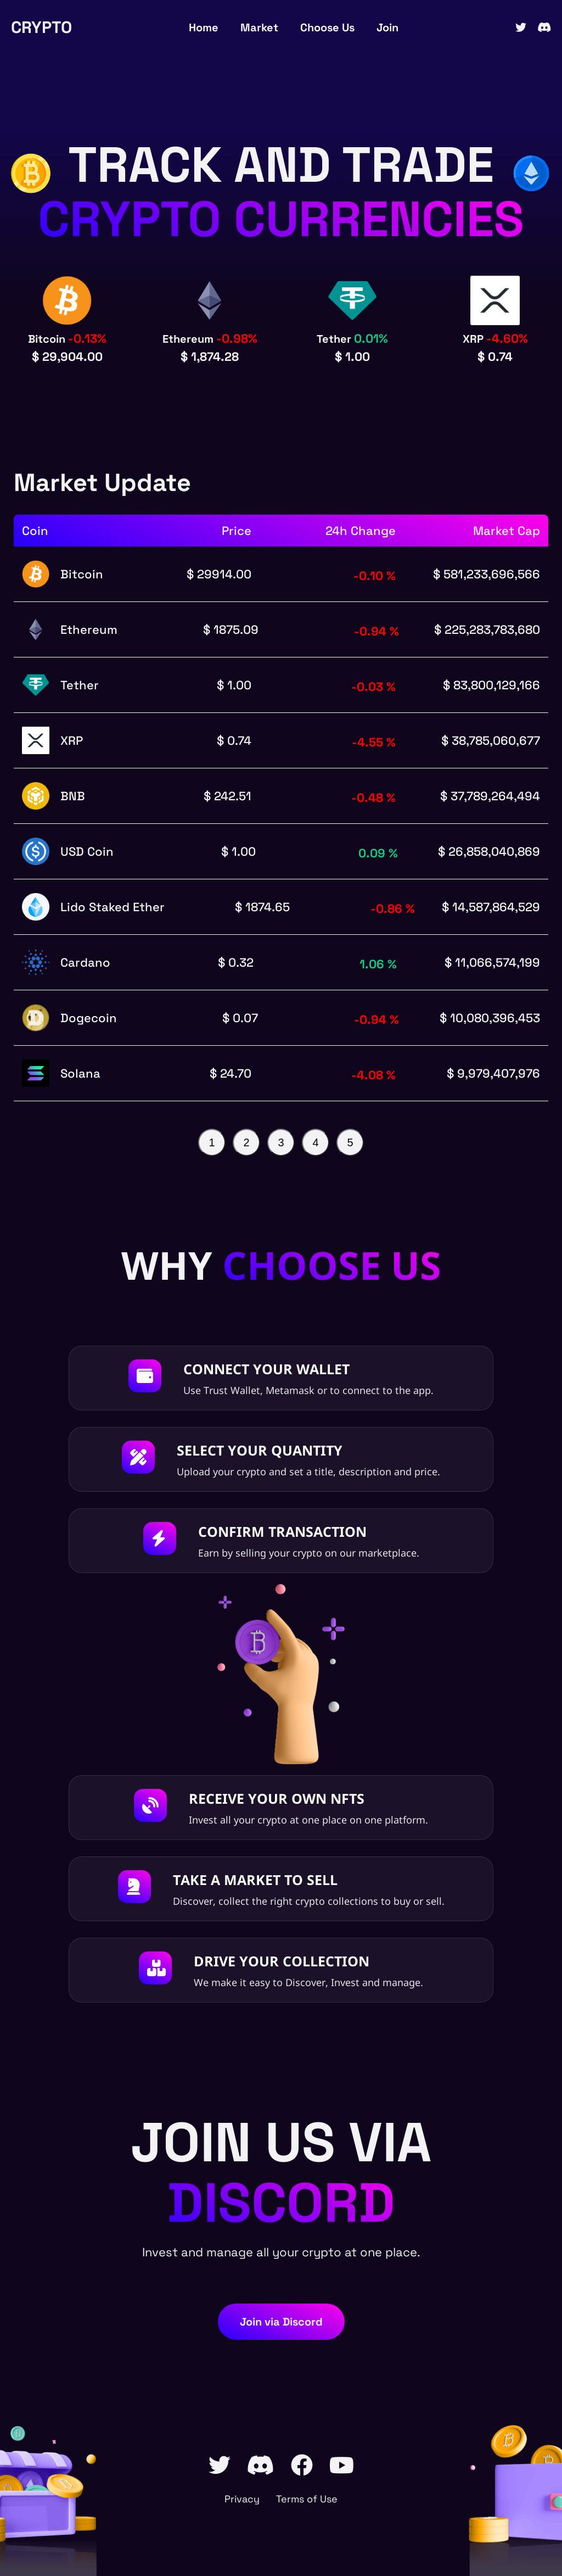 CRYPTO Home Market Choose Us Join
TRACK AND TRADE
CRYPTO CURRENCIES
Bitcoin -0.13% Ethereum -0.98% Tether 0.01% XRP -4.60%
$ 29,904.00 $ 1,874.28 $ 1.00 $ 0.74
Market Update
Coin Price 24h Change Market Cap
Bitcoin $ 29914.00 -0.10 % $ 581,233,696,566
Ethereum $ 1875.09 -0.94 % $ 225,283,783,680
Tether $ 1.00 -0.03 % $ 83,800,129,166
XRP $ 0.74 -4.55 % $ 38,785,060,677
BNB $ 242.51 -0.48 % $ 37,789,264,494
USD Coin $ 1.00 0.09 % $ 26,858,040,869
Lido Staked Ether $ 1874.65 -0.86 % $ 14,587,864,529
Cardano $ 0.32 1.06 % $ 11,066,574,199
Dogecoin $ 0.07 -0.94 % $ 10,080,396,453
Solana $ 24.70 -4.08 % $ 9,979,407,976
1 2 3 4 5
WHY CHOOSE US
CONNECT YOUR WALLET
Use Trust Wallet, Metamask or to connect to the app.
SELECT YOUR QUANTITY
Upload your crypto and set a title, description and price.
CONFIRM TRANSACTION
Earn by selling your crypto on our marketplace.
RECEIVE YOUR OWN NFTS
Invest all your crypto at one place on one platform.
TAKE A MARKET TO SELL
Discover, collect the right crypto collections to buy or sell.
DRIVE YOUR COLLECTION
We make it easy to Discover, Invest and manage.
JOIN US VIA
DISCORD
Invest and manage all your crypto at one place.
Join via Discord
Privacy Terms of Use